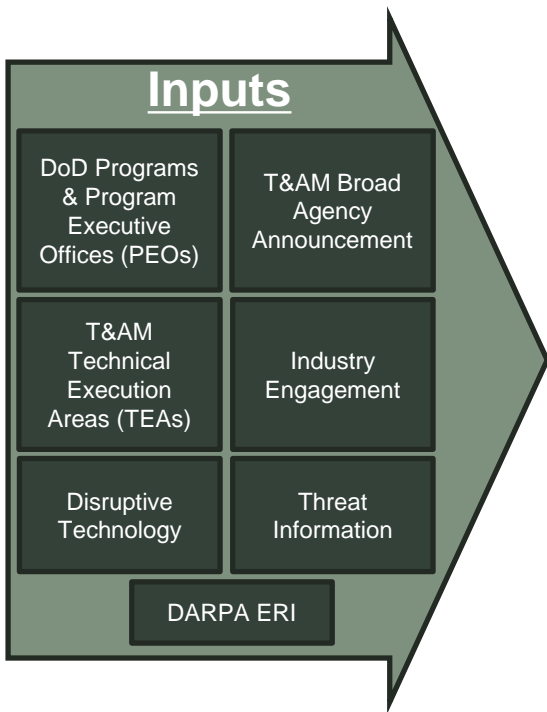 Inputs
DoD Programs
& Program
Executive
Offices (PEOs)
T&AM Broad
Agency
Announcement
T&AM
Technical
Execution
Areas (TEAs)
Industry
Engagement
Disruptive
Technology
Threat
Information
DARPA ERI